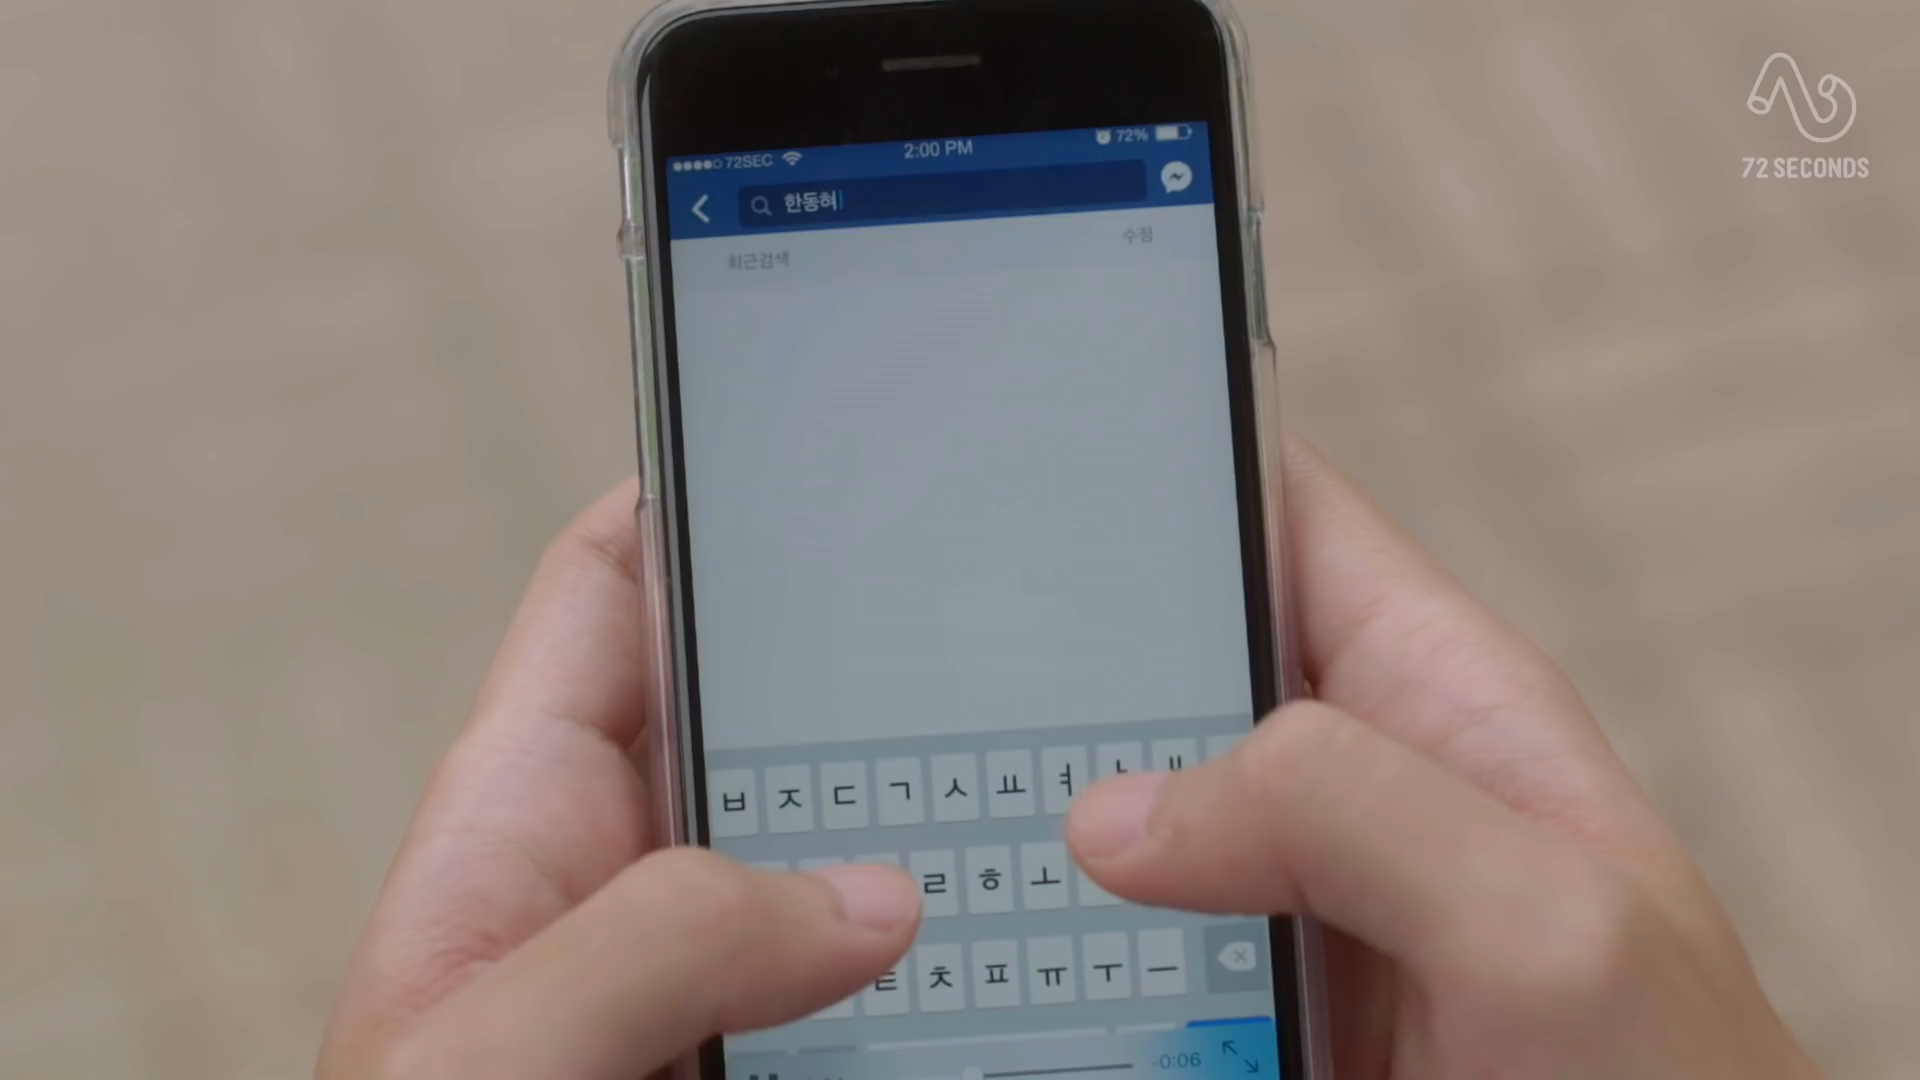 72SEC 2:00 PM 72%
한동혀
최근검색 수정
ㅂ ㅈ ㄷ ㄱ ㅅ ㅛ ㅕ
ㄹ ㅎ ㅗ
ㅌ ㅊ ㅍ ㅠ ㅜ ㅡ
-0:06
72 SECONDS